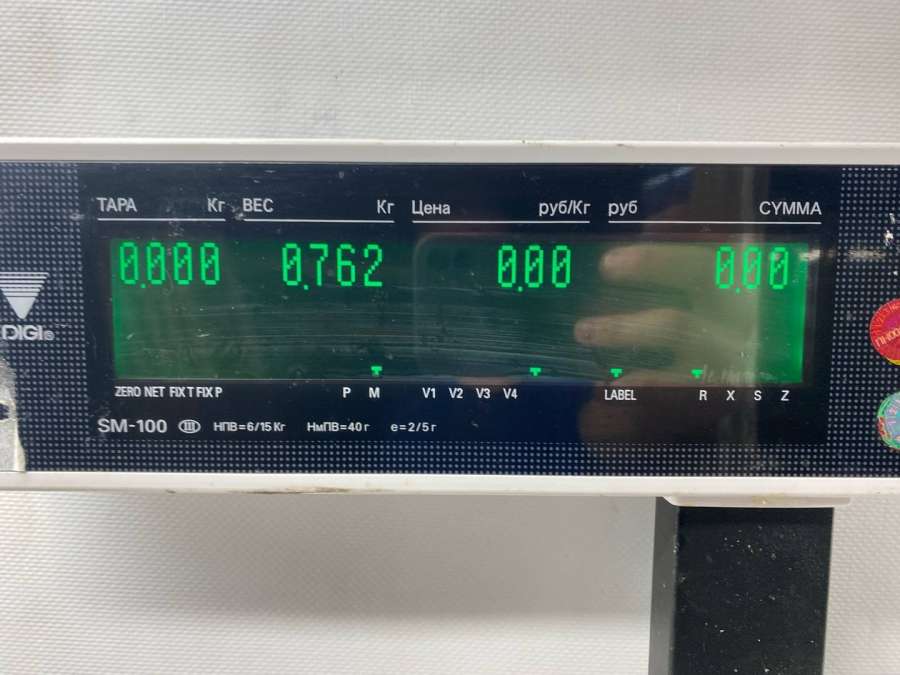 ТАРА Кг ВЕС Кг Цена руб/Кг руб СУММА
0.000 0.762 0.00 0.00
DIGI®
ZERO NET FIX T FIX P P M V1 V2 V3 V4 LABEL R X S Z
SM-100 III НПВ=6/15 Кг НмПВ=40 г e=2/5 г